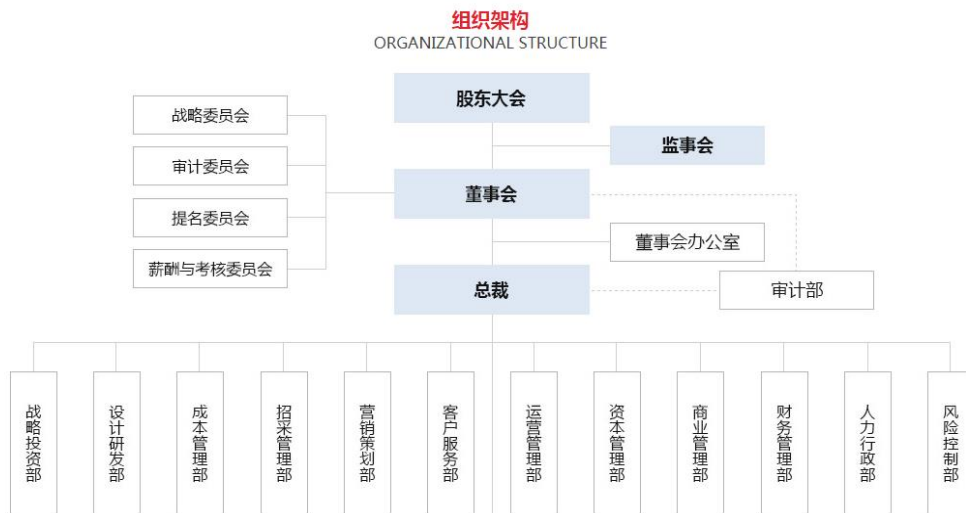 组织架构
ORGANIZATIONAL STRUCTURE
股东大会
战略委员会
监事会
审计委员会
董事会
提名委员会
董事会办公室
薪酬与考核委员会
总裁
审计部
战略投资部
设计研发部
成本管理部
招采管理部
营销策划部
客户服务部
运营管理部
资本管理部
商业管理部
财务管理部
人力行政部
风险控制部